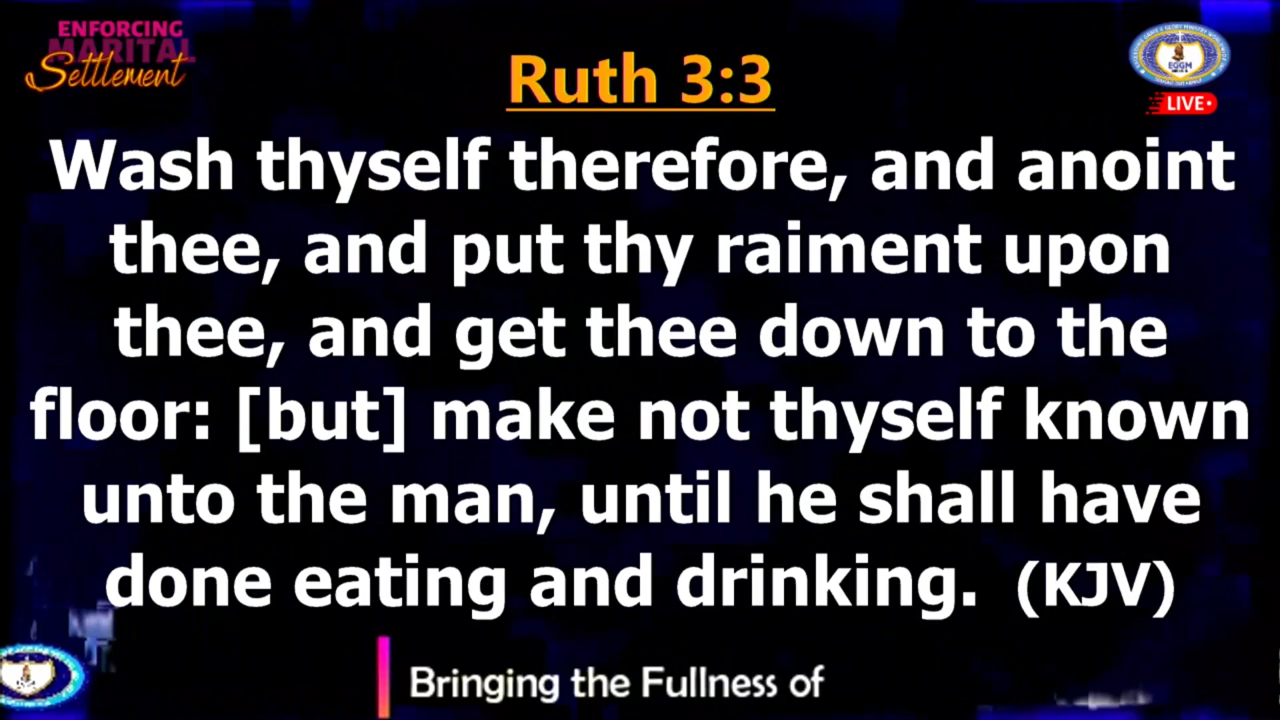 ENFORCING
MARITAL
Settlement
Ruth 3:3
EGGM
LIVE
Wash thyself therefore, and anoint
thee, and put thy raiment upon
thee, and get thee down to the
floor: [but] make not thyself known
unto the man, until he shall have
done eating and drinking. (KJV)
Bringing the Fullness of